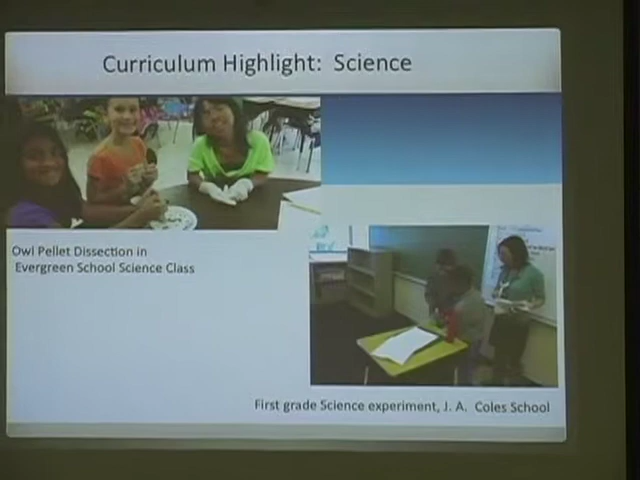 Curriculum Highlight: Science
Owl Pellet Dissection in
Evergreen School Science Class
First grade Science experiment, J. A. Coles School